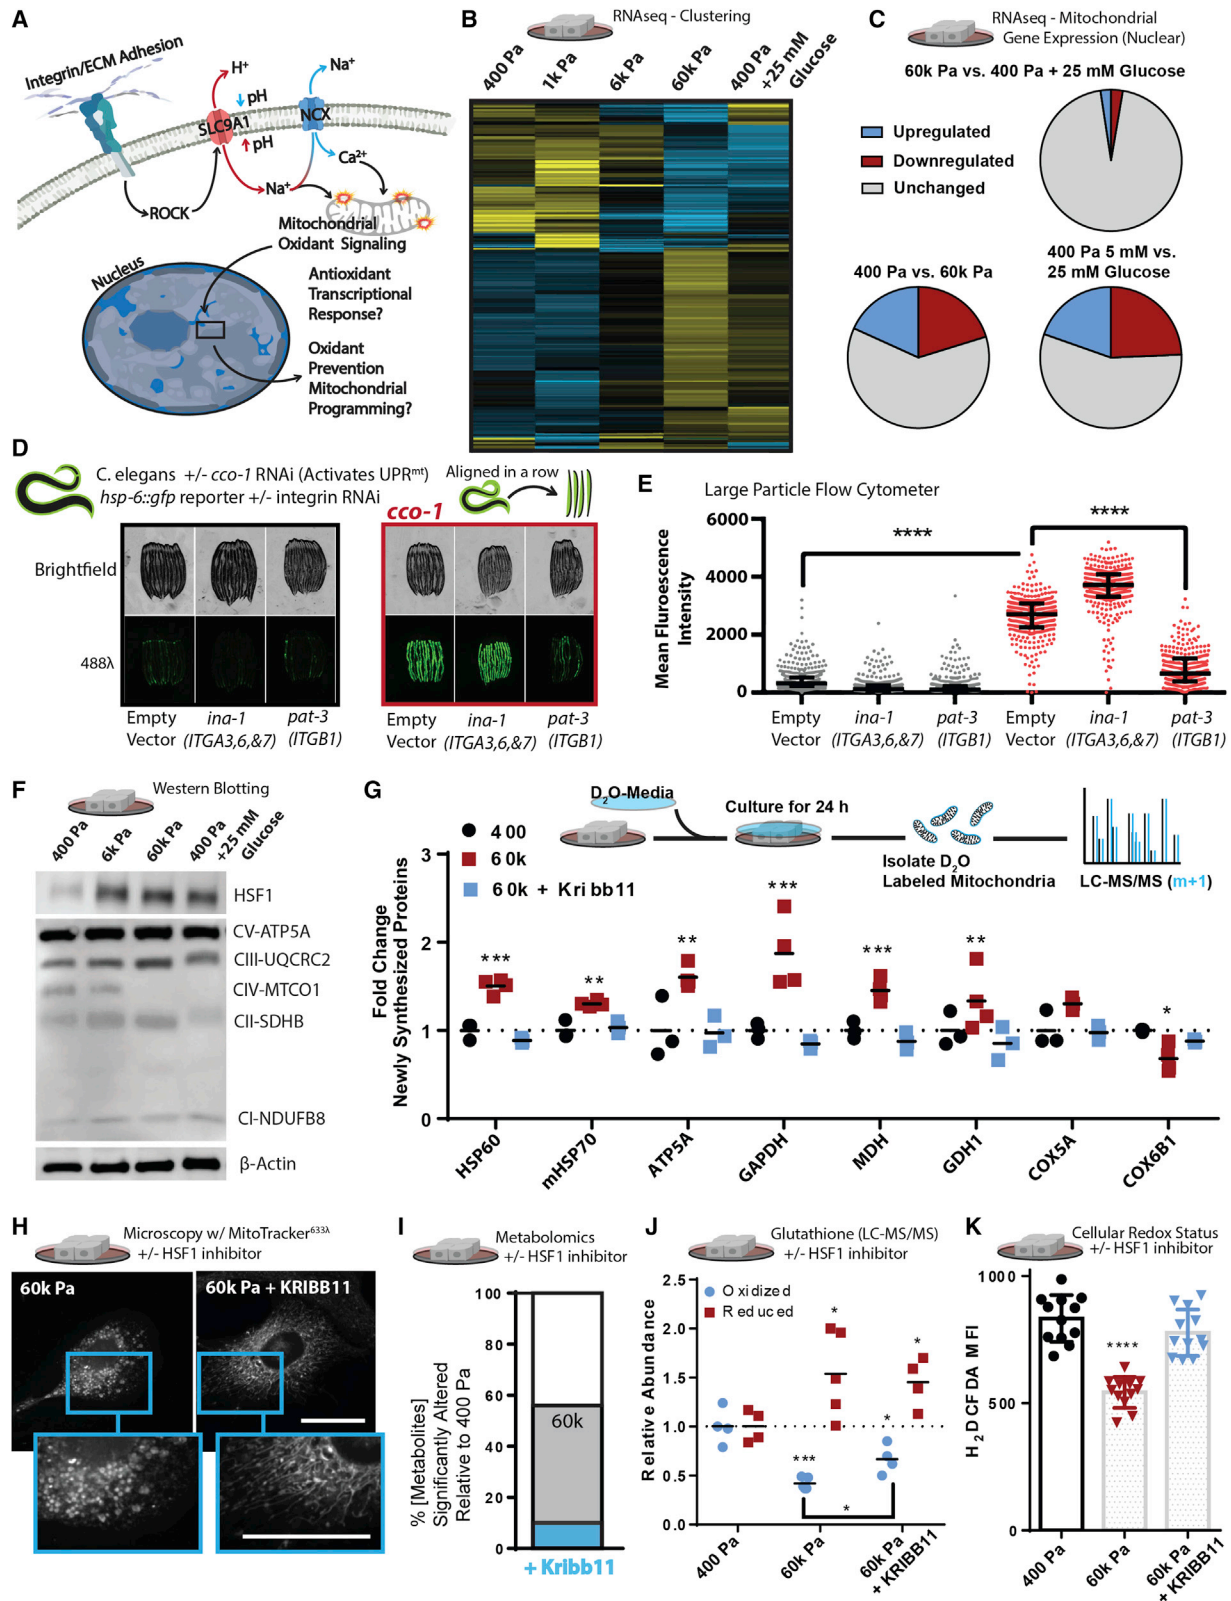 A
Integrin/ECM Adhesion
H⁺
Na⁺
pH
SLC9A1
NCX
pH
Ca²⁺
Na⁺
ROCK
Mitochondrial
Oxidant Signaling
Nucleus
Antioxidant
Transcriptional
Response?
Oxidant
Prevention
Mitochondrial
Programming?
B
RNAseq - Clustering
400 Pa
1k Pa
6k Pa
60k Pa
400 Pa
+25 mM
Glucose
C
RNAseq - Mitochondrial
Gene Expression (Nuclear)
60k Pa vs. 400 Pa + 25 mM Glucose
Upregulated
Downregulated
Unchanged
400 Pa vs. 60k Pa
400 Pa 5 mM vs.
25 mM Glucose
D
C. elegans +/- cco-1 RNAi (Activates UPRᵐᵗ)
hsp-6::gfp reporter +/- integrin RNAi
Aligned in a row
cco-1
Brightfield
488λ
Empty
Vector
ina-1
(ITGA3,6,&7)
pat-3
(ITGB1)
Empty
Vector
ina-1
(ITGA3,6,&7)
pat-3
(ITGB1)
E
Large Particle Flow Cytometer
Mean Fluroescence
Intensity
6000
4000
2000
0
****
****
Empty
Vector
ina-1
(ITGA3,6,&7)
pat-3
(ITGB1)
Empty
Vector
ina-1
(ITGA3,6,&7)
pat-3
(ITGB1)
F
Western Blotting
400 Pa
6k Pa
60k Pa
400 Pa
+25 mM
Glucose
HSF1
CV-ATP5A
CIII-UQCRC2
CIV-MTCO1
CII-SDHB
CI-NDUFB8
β-Actin
G
D₂O-Media
Culture for 24 h
Isolate D₂O
Labeled Mitochondria
LC-MS/MS (m+1)
400
60k
60k + Kribb11
Fold Change
Newly Synthesized Proteins
3
2
1
0
***
**
**
***
***
**
*
HSP60
mHSP70
ATP5A
GAPDH
MDH
GDH1
COX5A
COX6B1
H
Microscopy w/ MitoTracker⁶³³λ
+/- HSF1 inhibitor
60k Pa
60k Pa + KRIBB11
I
Metabolomics
+/- HSF1 inhibitor
% [Metabolites]
Significantly Altered
Relative to 400 Pa
100
80
60
40
20
0
60k
+ Kribb11
J
Glutathione (LC-MS/MS)
+/- HSF1 inhibitor
Oxidized
Reduced
Relative Abundance
2.5
2.0
1.5
1.0
0.5
0.0
***
*
*
*
*
400 Pa
60k Pa
60k Pa
+ KRIBB11
K
Cellular Redox Status
+/- HSF1 inhibitor
H₂DCFDA MFI
1000
500
0
****
400 Pa
60k Pa
60k Pa
+ KRIBB11